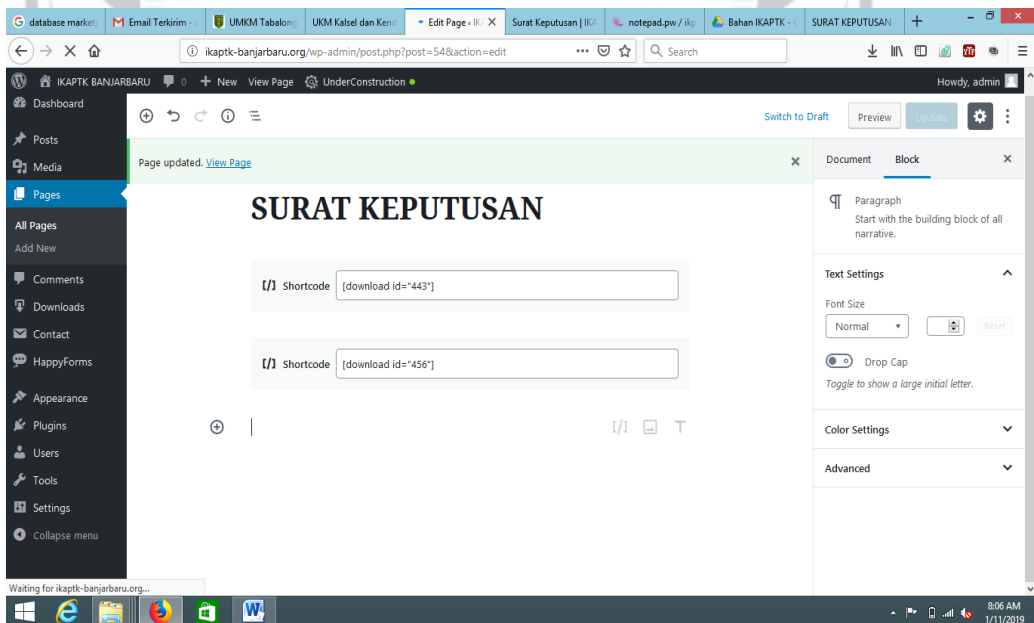 database market
Email Terkirim -
UMKM Tabalong
UKM Kalsel dan Kend
Edit Page ‹ IKA
Surat Keputusan | IKA
notepad.pw / ikp
Bahan IKAPTK -
SURAT KEPUTUSAN
ikaptk-banjarbaru.org/wp-admin/post.php?post=54&action=edit
Search
IKAPTK BANJARBARU 0 + New View Page UnderConstruction
Howdy, admin
Dashboard
Posts
Media
Pages
All Pages
Add New
Comments
Downloads
Contact
HappyForms
Appearance
Plugins
Users
Tools
Settings
Collapse menu
Switch to Draft Preview Update
Page updated. View Page
SURAT KEPUTUSAN
[/] Shortcode [download id="443"]
[/] Shortcode [download id="456"]
Document Block
Paragraph
Start with the building block of all
narrative.
Text Settings
Font Size
Normal Reset
Drop Cap
Toggle to show a large initial letter.
Color Settings
Advanced
Waiting for ikaptk-banjarbaru.org...
8:06 AM
1/11/2019